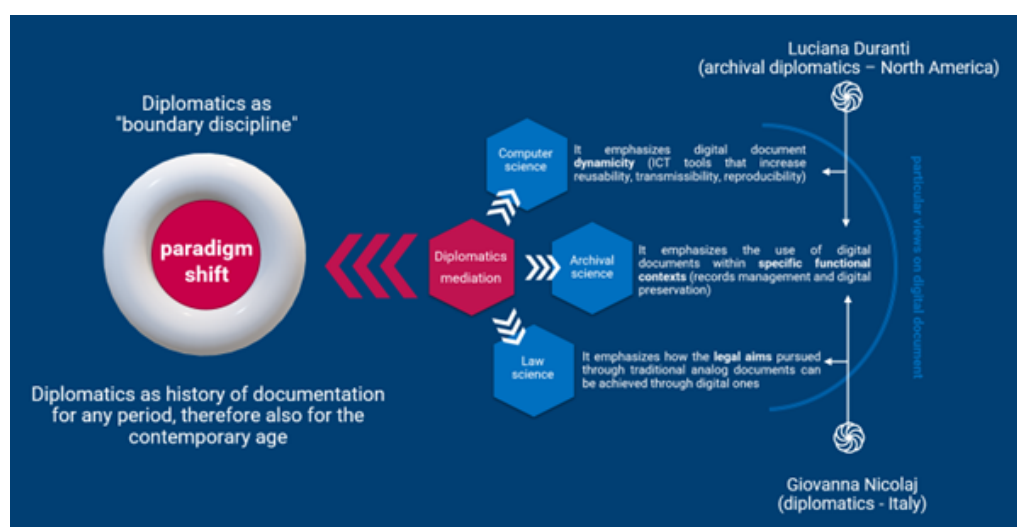 Luciana Duranti
(archival diplomatics – North America)
Diplomatics as
"boundary discipline"
paradigm
shift
Diplomatics as history of documentation
for any period, therefore also for the
contemporary age
Diplomatics
mediation
Computer
science
It emphasizes digital document
dynamicity (ICT tools that increase
reusability, transmissibility, reproducibility)
Archival
science
It emphasizes the use of digital
documents within specific functional
contexts (records management and digital
preservation)
Law
science
It emphasizes how the legal aims pursued
through traditional analog documents can
be achieved through digital ones
particular views on digital document
Giovanna Nicolaj
(diplomatics - Italy)